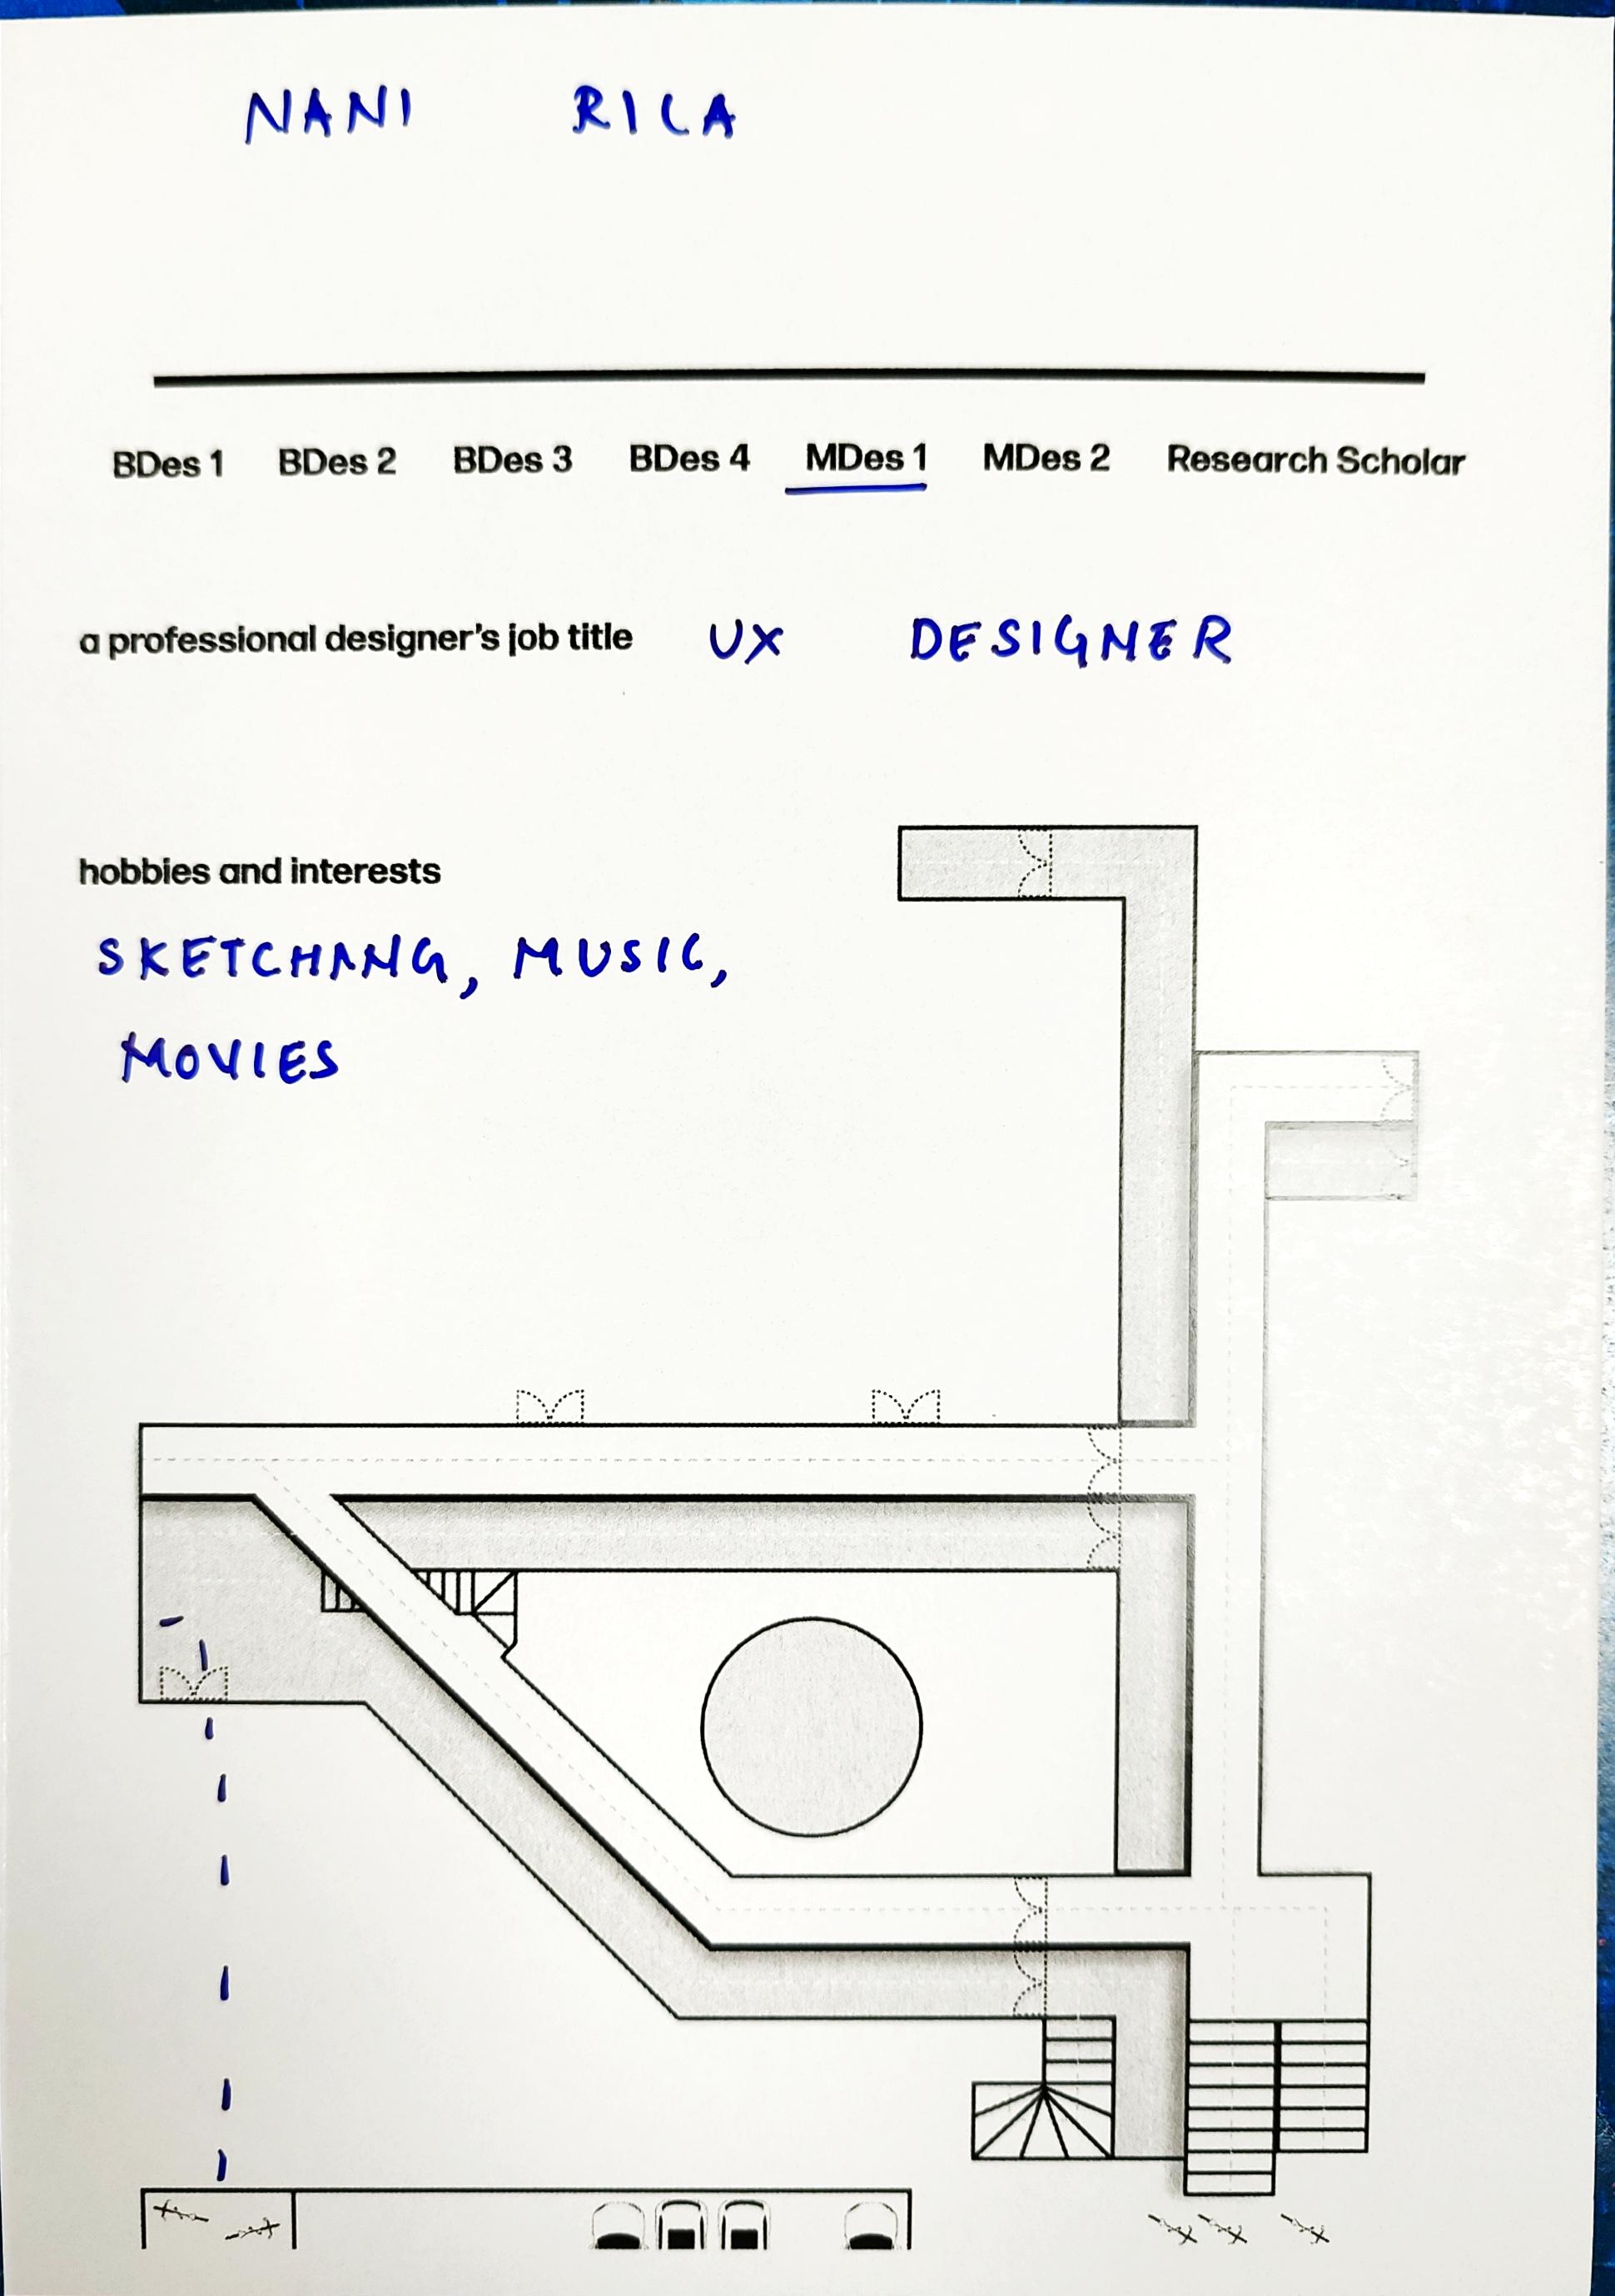 NANI RICA
BDes 1 BDes 2 BDes 3 BDes 4 MDes 1 MDes 2 Research Scholar
a professional designer's job title UX DESIGNER
hobbies and interests
SKETCHANG, MUSIC,
MOVIES